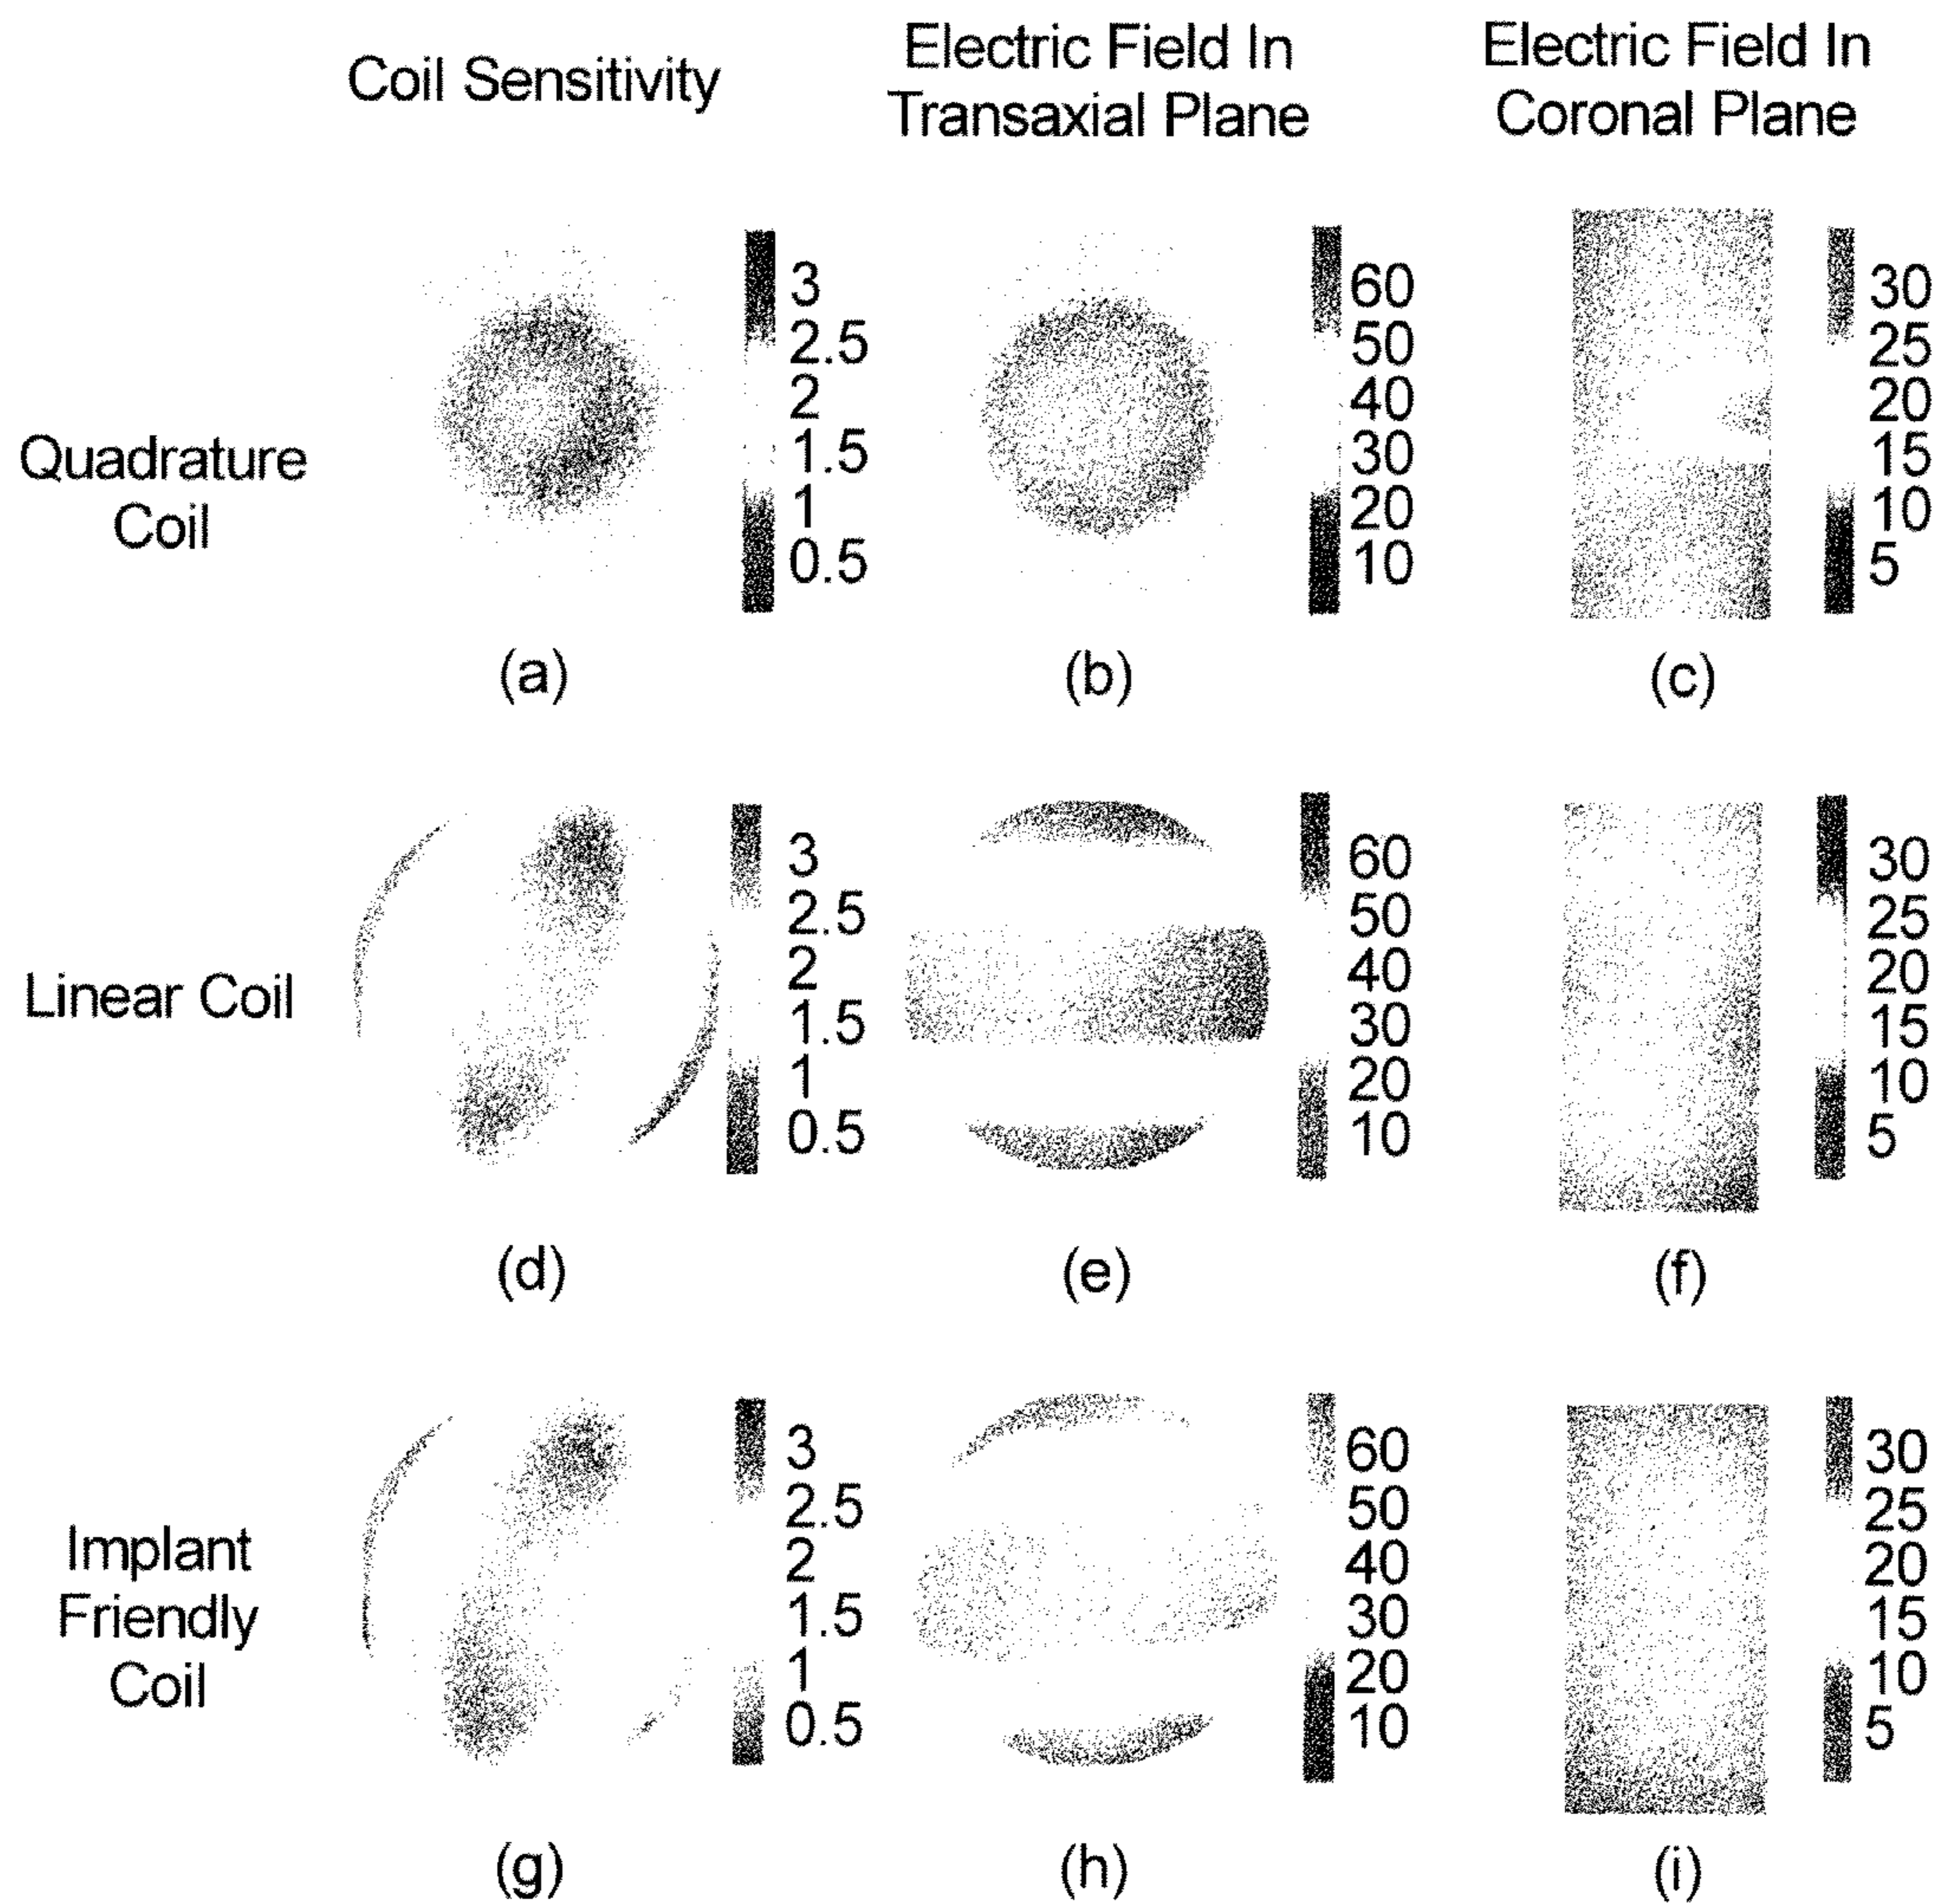 Coil Sensitivity
Electric Field In
Transaxial Plane
Electric Field In
Coronal Plane
Quadrature
Coil
3
2.5
2
1.5
1
0.5
(a)
60
50
40
30
20
10
(b)
30
25
20
15
10
5
(c)
Linear Coil
3
2.5
2
1.5
1
0.5
(d)
60
50
40
30
20
10
(e)
30
25
20
15
10
5
(f)
Implant
Friendly
Coil
3
2.5
2
1.5
1
0.5
(g)
60
50
40
30
20
10
(h)
30
25
20
15
10
5
(i)